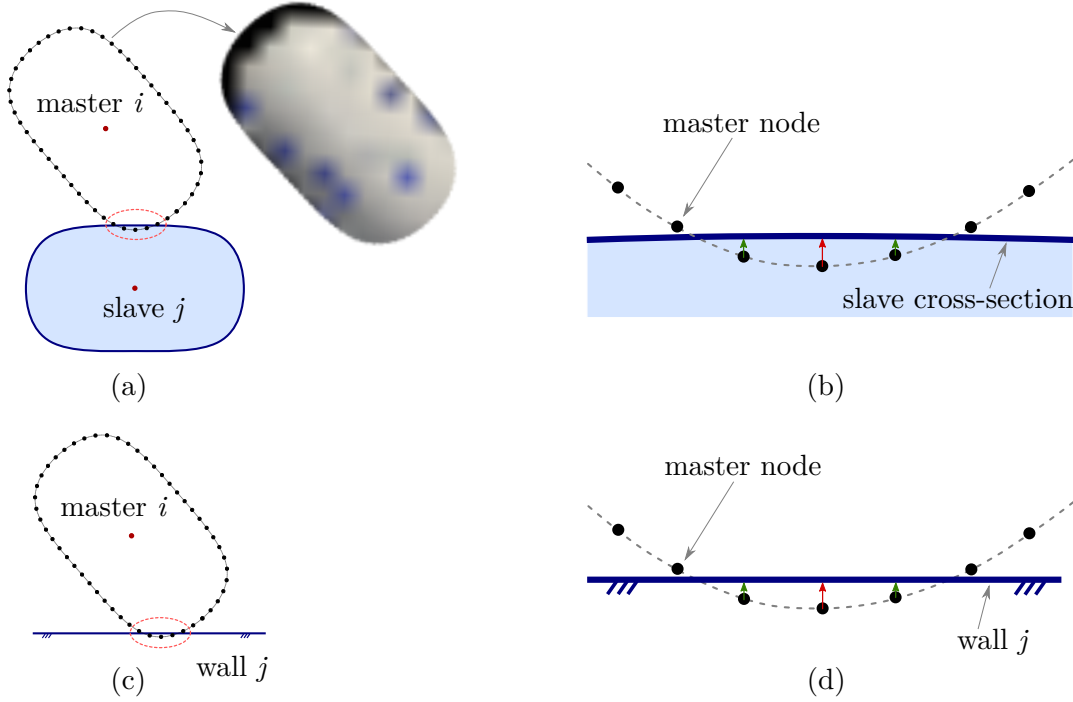 master i
slave j
(a)
master node
slave cross-section
(b)
master i
wall j
(c)
master node
wall j
(d)